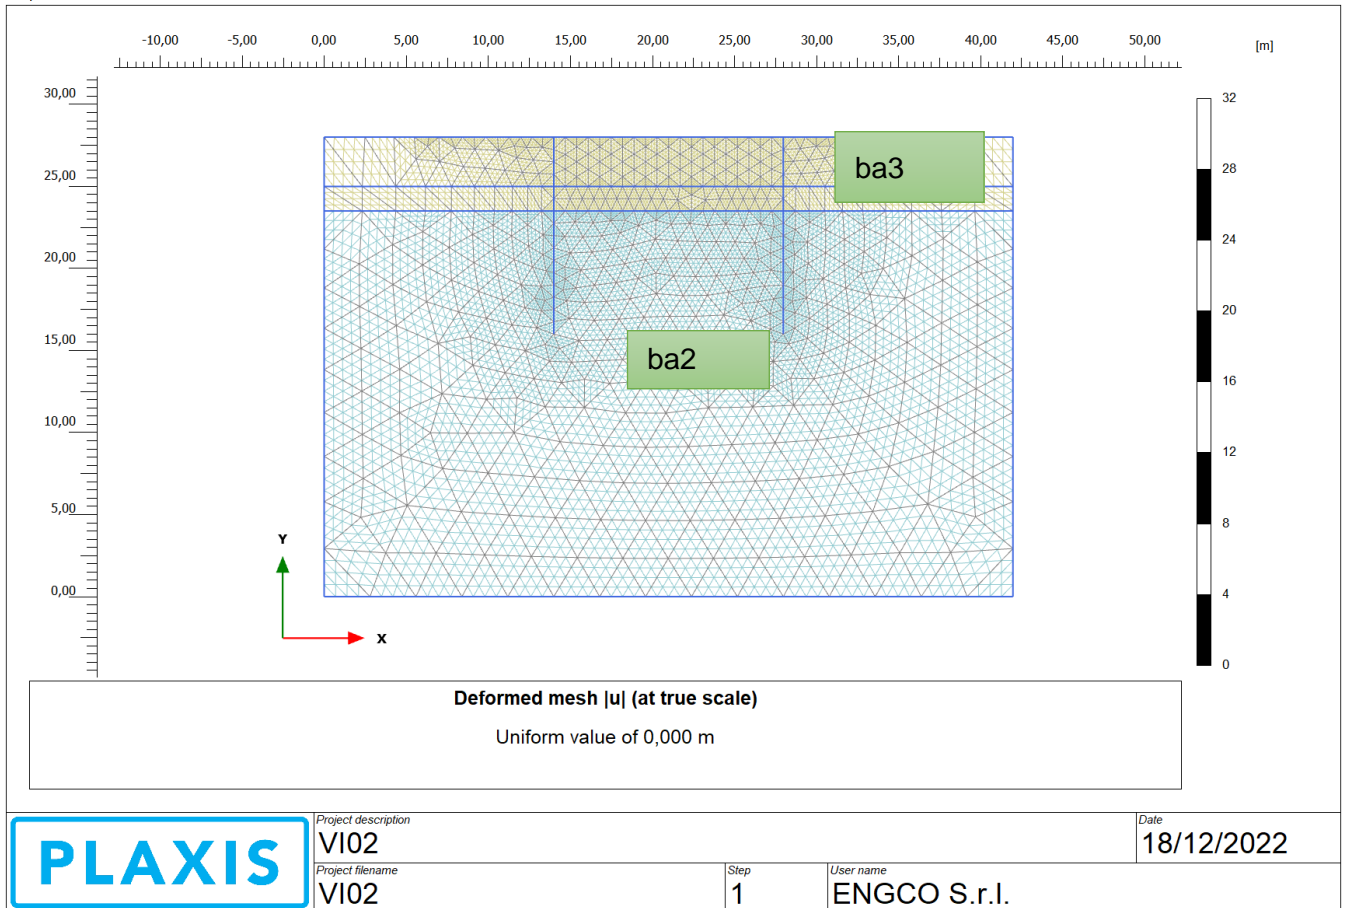 -10,00 -5,00 0,00 5,00 10,00 15,00 20,00 25,00 30,00 35,00 40,00 45,00 50,00
[m]
30,00
25,00
20,00
15,00
10,00
5,00
0,00
ba3
ba2
Y
X
32
28
24
20
16
12
8
4
0
Deformed mesh |u| (at true scale)
Uniform value of 0,000 m
PLAXIS
Project description
VI02
Date
18/12/2022
Project filename
VI02
Step
1
User name
ENGCO S.r.l.